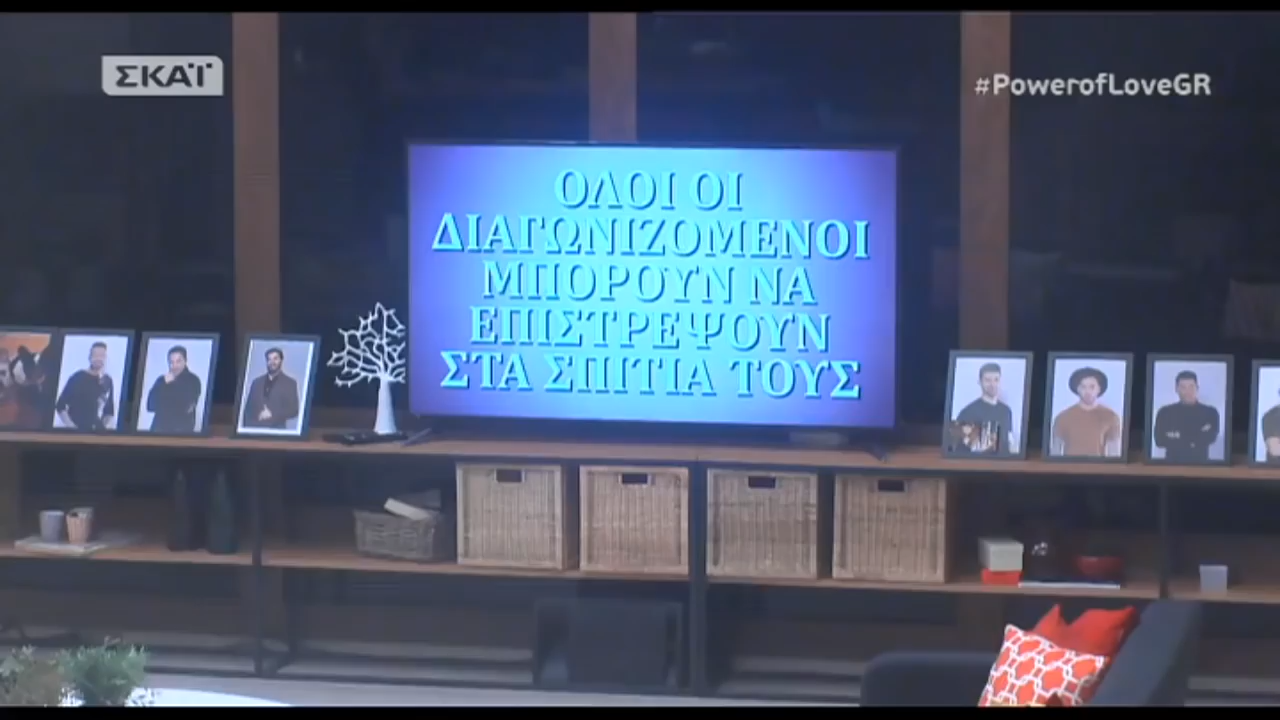 ΣΚΑΪ
#PowerofLoveGR
ΟΛΟΙ ΟΙ
ΔΙΑΓΩΝΙΖΟΜΕΝΟΙ
ΜΠΟΡΟΥΝ ΝΑ
ΕΠΙΣΤΡΕΨΟΥΝ
ΣΤΑ ΣΠΙΤΙΑ ΤΟΥΣ